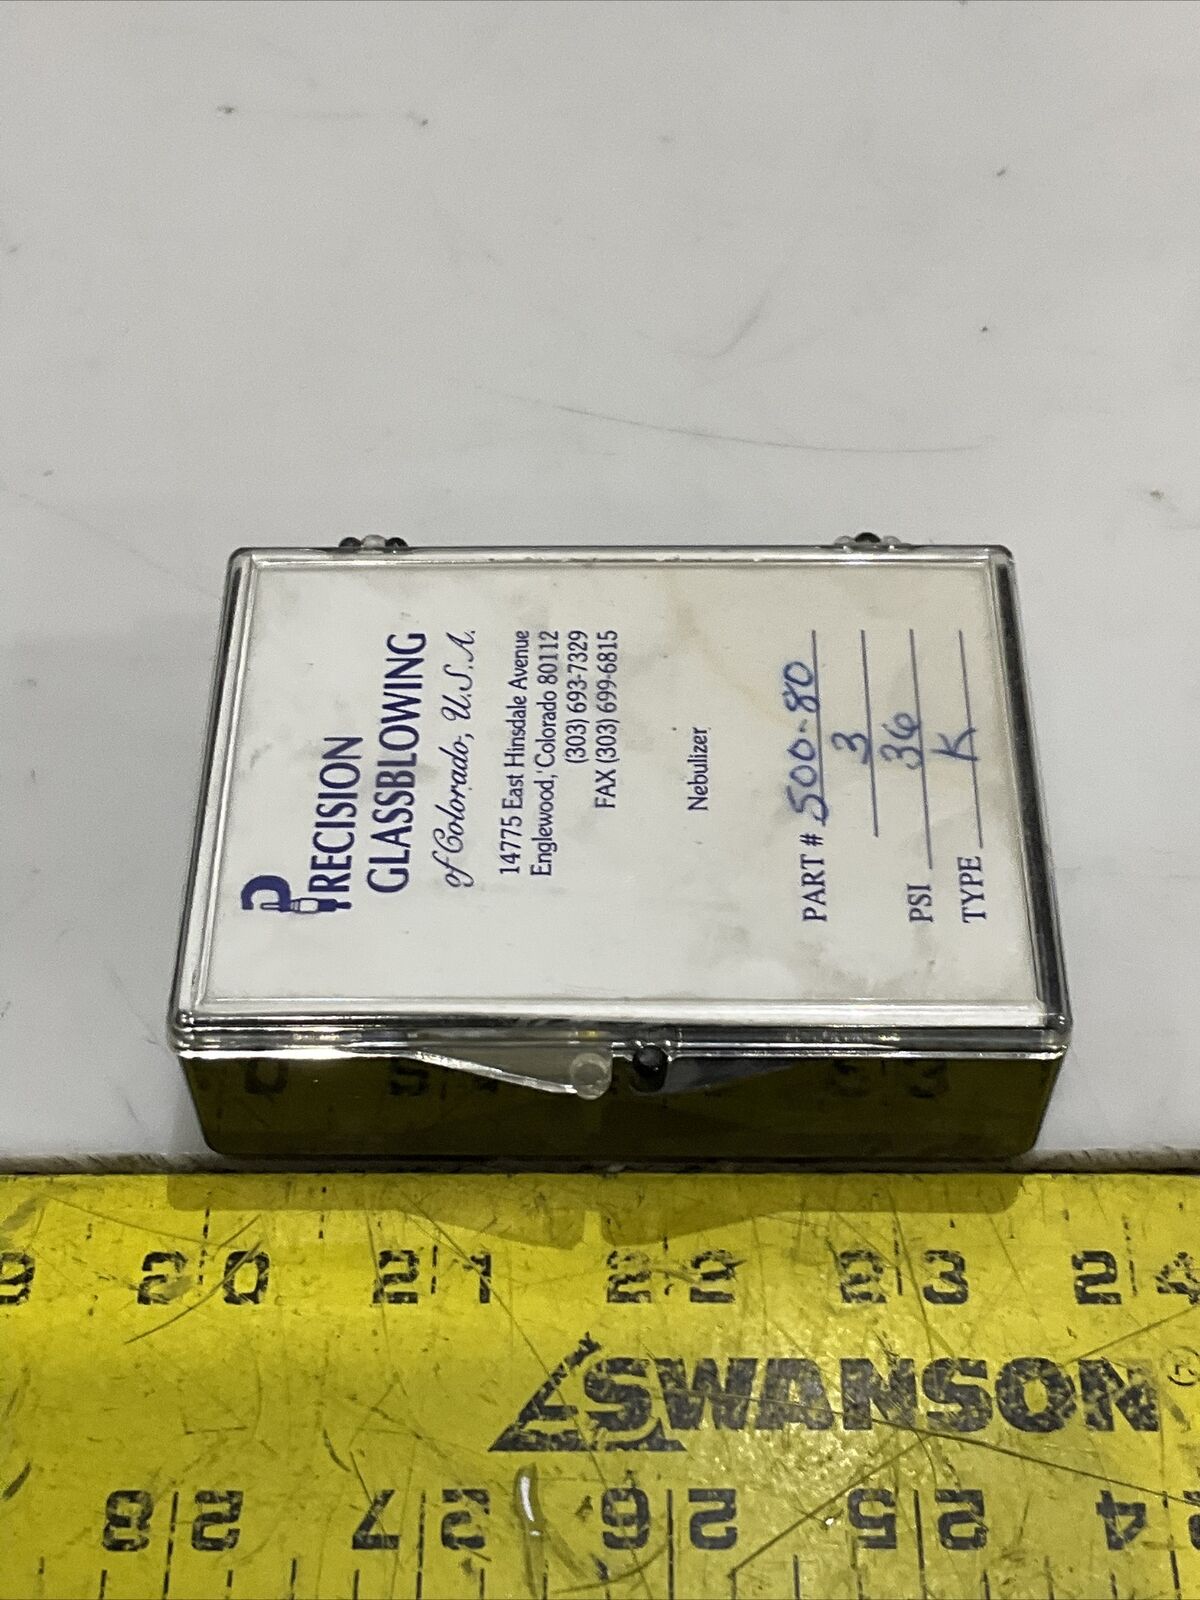 PRECISION
GLASSBLOWING
of Colorado, U.S.A.
14775 East Hinsdale Avenue
Englewood, Colorado 80112
(303) 693-7329
FAX (303) 699-6815
Nebulizer
PART # 500-80
3
PSI 36
TYPE K
20 21 22 23 24
SWANSON
28 27 26 25 24